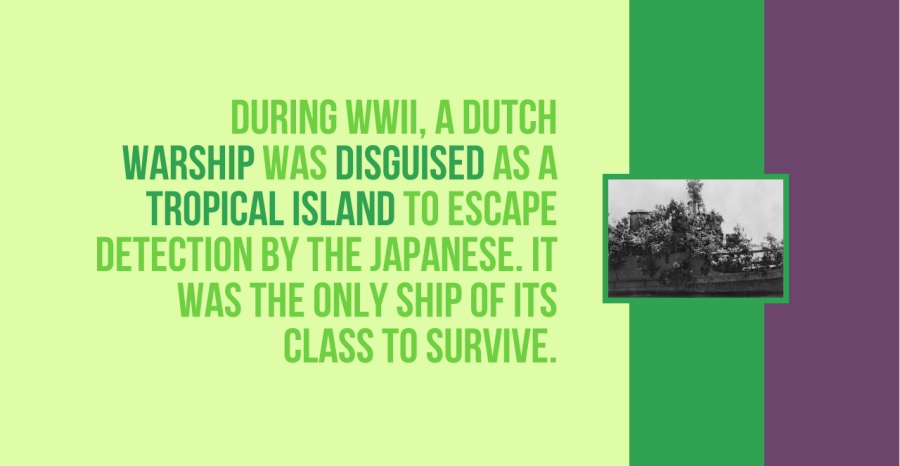 DURING WWII, A DUTCH
WARSHIP WAS DISGUISED AS A
TROPICAL ISLAND TO ESCAPE
DETECTION BY THE JAPANESE. IT
WAS THE ONLY SHIP OF ITS
CLASS TO SURVIVE.